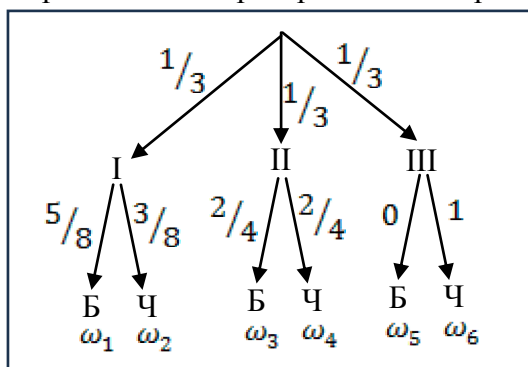 1/3 1/3 1/3
I II III
5/8 3/8 2/4 2/4 0 1
Б Ч Б Ч Б Ч
ω₁ ω₂ ω₃ ω₄ ω₅ ω₆